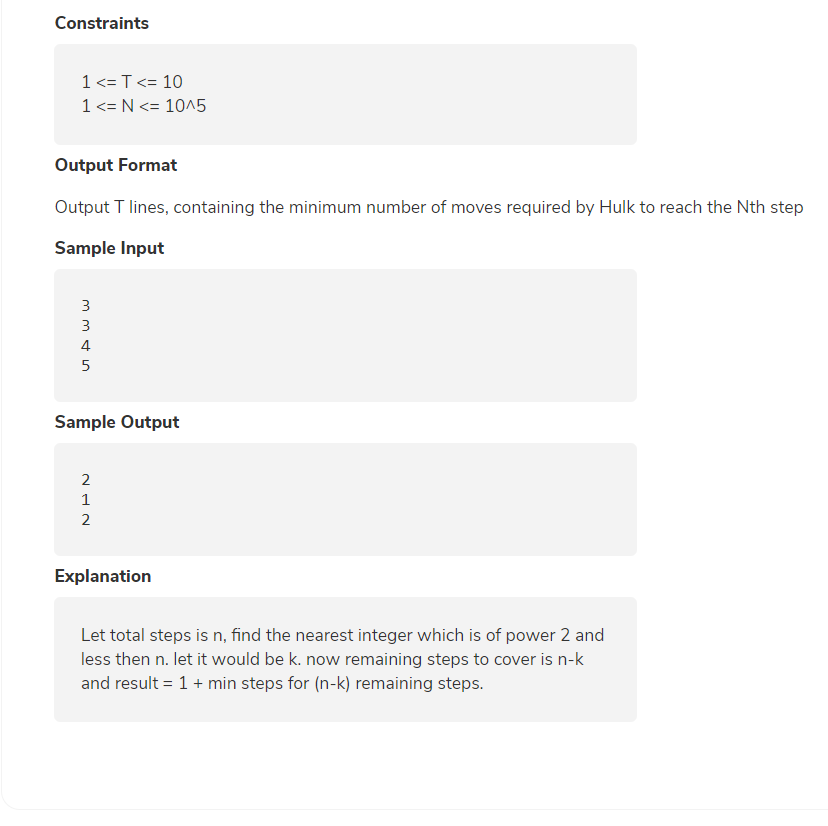 Constraints
1 <= T <= 10
1 <= N <= 10^5
Output Format
Output T lines, containing the minimum number of moves required by Hulk to reach the Nth step
Sample Input
3
3
4
5
Sample Output
2
1
2
Explanation
Let total steps is n, find the nearest integer which is of power 2 and
less then n. let it would be k. now remaining steps to cover is n-k
and result = 1 + min steps for (n-k) remaining steps.